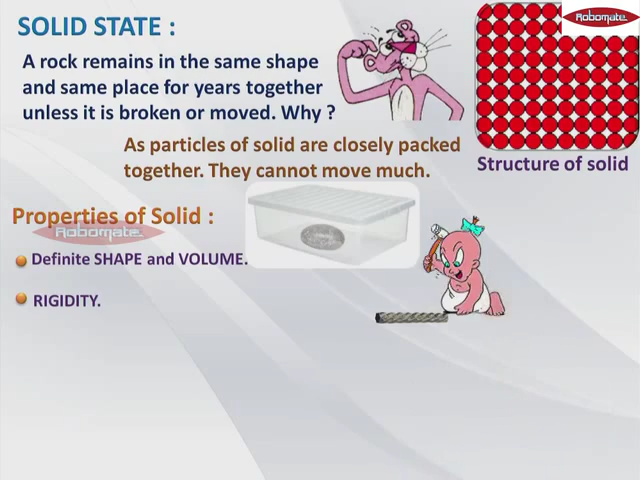 Robomate
SOLID STATE :
A rock remains in the same shape
and same place for years together
unless it is broken or moved. Why ?
As particles of solid are closely packed
together. They cannot move much.
Structure of solid
Properties of Solid :
Robomate
Definite SHAPE and VOLUME.
RIGIDITY.